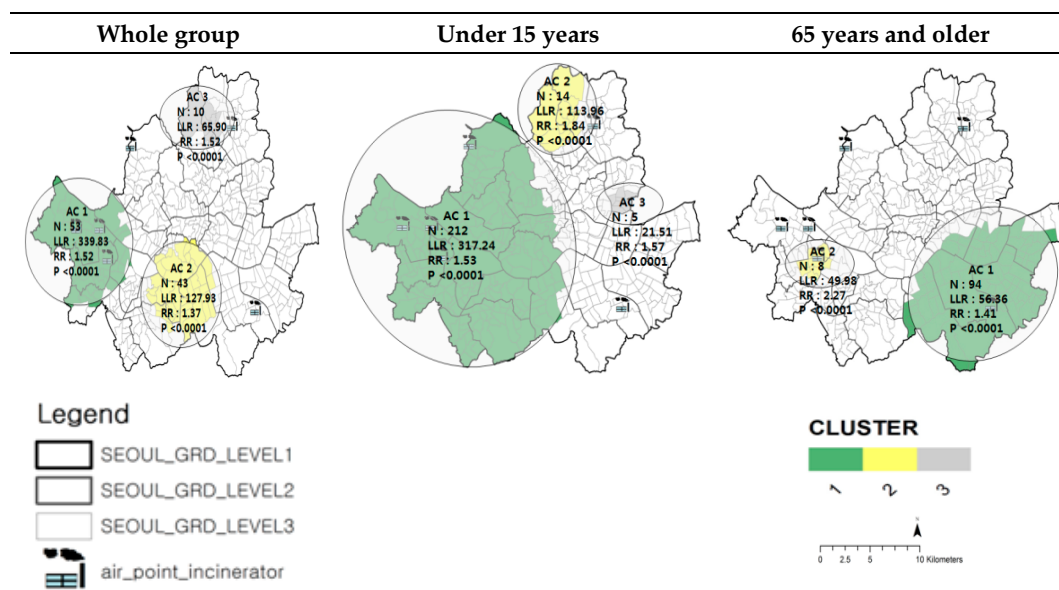 Whole group
Under 15 years
65 years and older
AC 3
N : 10
LLR : 65.90
RR : 1.52
P <0.0001
AC 1
N : 53
LLR : 339.83
RR : 1.52
P <0.0001
AC 2
N : 43
LLR : 127.93
RR : 1.37
P <0.0001
AC 2
N : 14
LLR : 113.96
RR : 1.84
P <0.0001
AC 3
N : 5
LLR : 21.51
RR : 1.57
P <0.0001
AC 1
N : 212
LLR : 317.24
RR : 1.53
P <0.0001
AC 2
N : 8
LLR : 49.98
RR : 2.27
P <0.0001
AC 1
N : 94
LLR : 56.36
RR : 1.41
P <0.0001
Legend
SEOUL_GRD_LEVEL1
SEOUL_GRD_LEVEL2
SEOUL_GRD_LEVEL3
air_point_incinerator
CLUSTER
1 2 3
0 2.5 5 10 Kilometers